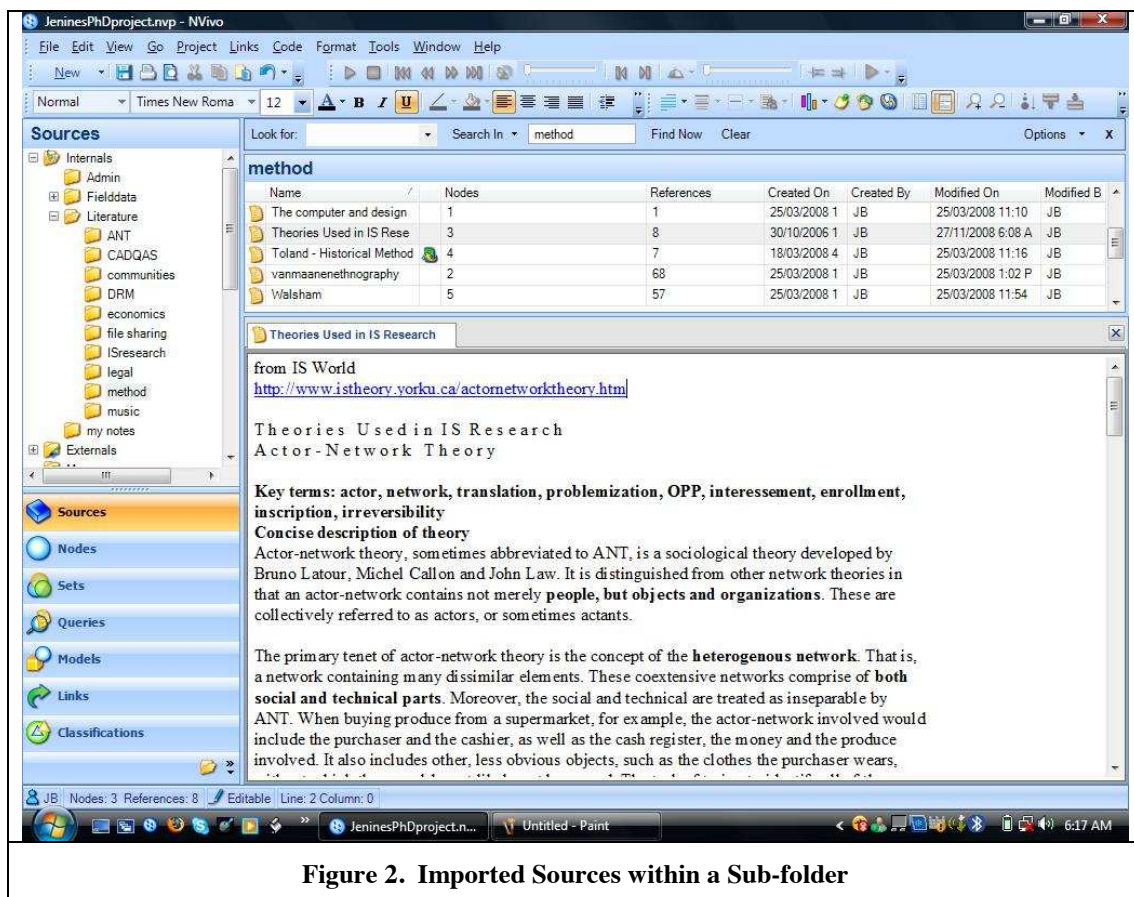 JeninesPhDproject.nvp - NVivo
File Edit View Go Project Links Code Format Tools Window Help
New
Normal Times New Roma 12 A B I U
Sources
Look for: Search In method Find Now Clear Options x
Internals
Admin
Fielddata
Literature
ANT
CADQAS
communities
DRM
economics
file sharing
ISresearch
legal
method
music
my notes
Externals
method
Name Nodes References Created On Created By Modified On Modified B
The computer and design 1 1 25/03/2008 1 JB 25/03/2008 11:10 JB
Theories Used in IS Rese 3 8 30/10/2006 1 JB 27/11/2008 6:08 A JB
Toland - Historical Method 4 7 18/03/2008 4 JB 25/03/2008 11:16 JB
vanmaanenethnography 2 68 25/03/2008 1 JB 25/03/2008 1:02 P JB
Walsham 5 57 25/03/2008 1 JB 25/03/2008 11:54 JB
Theories Used in IS Research
from IS World
http://www.istheory.yorku.ca/actornetworktheory.htm
Theories Used in IS Research
Actor-Network Theory
Key terms: actor, network, translation, problemization, OPP, interessement, enrollment,
inscription, irreversibility
Concise description of theory
Actor-network theory, sometimes abbreviated to ANT, is a sociological theory developed by
Bruno Latour, Michel Callon and John Law. It is distinguished from other network theories in
that an actor-network contains not merely people, but objects and organizations. These are
collectively referred to as actors, or sometimes actants.
The primary tenet of actor-network theory is the concept of the heterogenous network. That is,
a network containing many dissimilar elements. These coextensive networks comprise of both
social and technical parts. Moreover, the social and technical are treated as inseparable by
ANT. When buying produce from a supermarket, for example, the actor-network involved would
include the purchaser and the cashier, as well as the cash register, the money and the produce
involved. It also includes other, less obvious objects, such as the clothes the purchaser wears,
Sources
Nodes
Sets
Queries
Models
Links
Classifications
JB Nodes: 3 References: 8 Editable Line: 2 Column: 0
JeninesPhDproject.n... Untitled - Paint 6:17 AM
Figure 2. Imported Sources within a Sub-folder